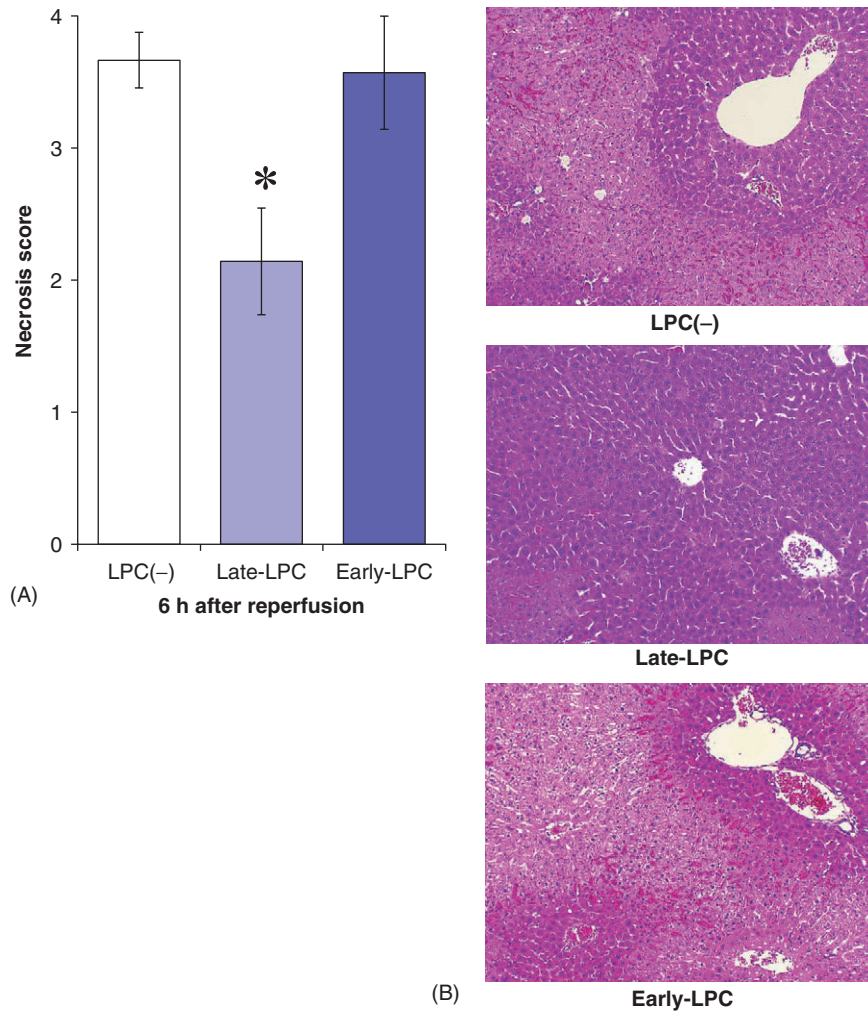 4
3
2
1
0
Necrosis score
*
LPC(–)
Late-LPC
Early-LPC
6 h after reperfusion
(A)
LPC(–)
Late-LPC
Early-LPC
(B)